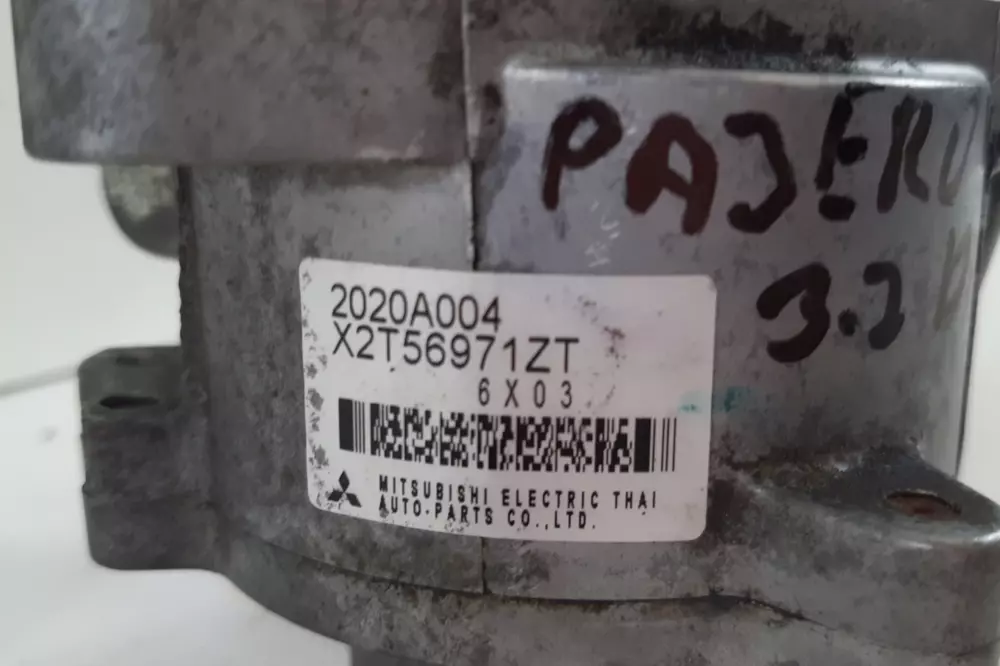 PAJERO
3.2
2020A004
X2T56971ZT
6X03
MITSUBISHI ELECTRIC THAI
AUTO-PARTS CO.,LTD.